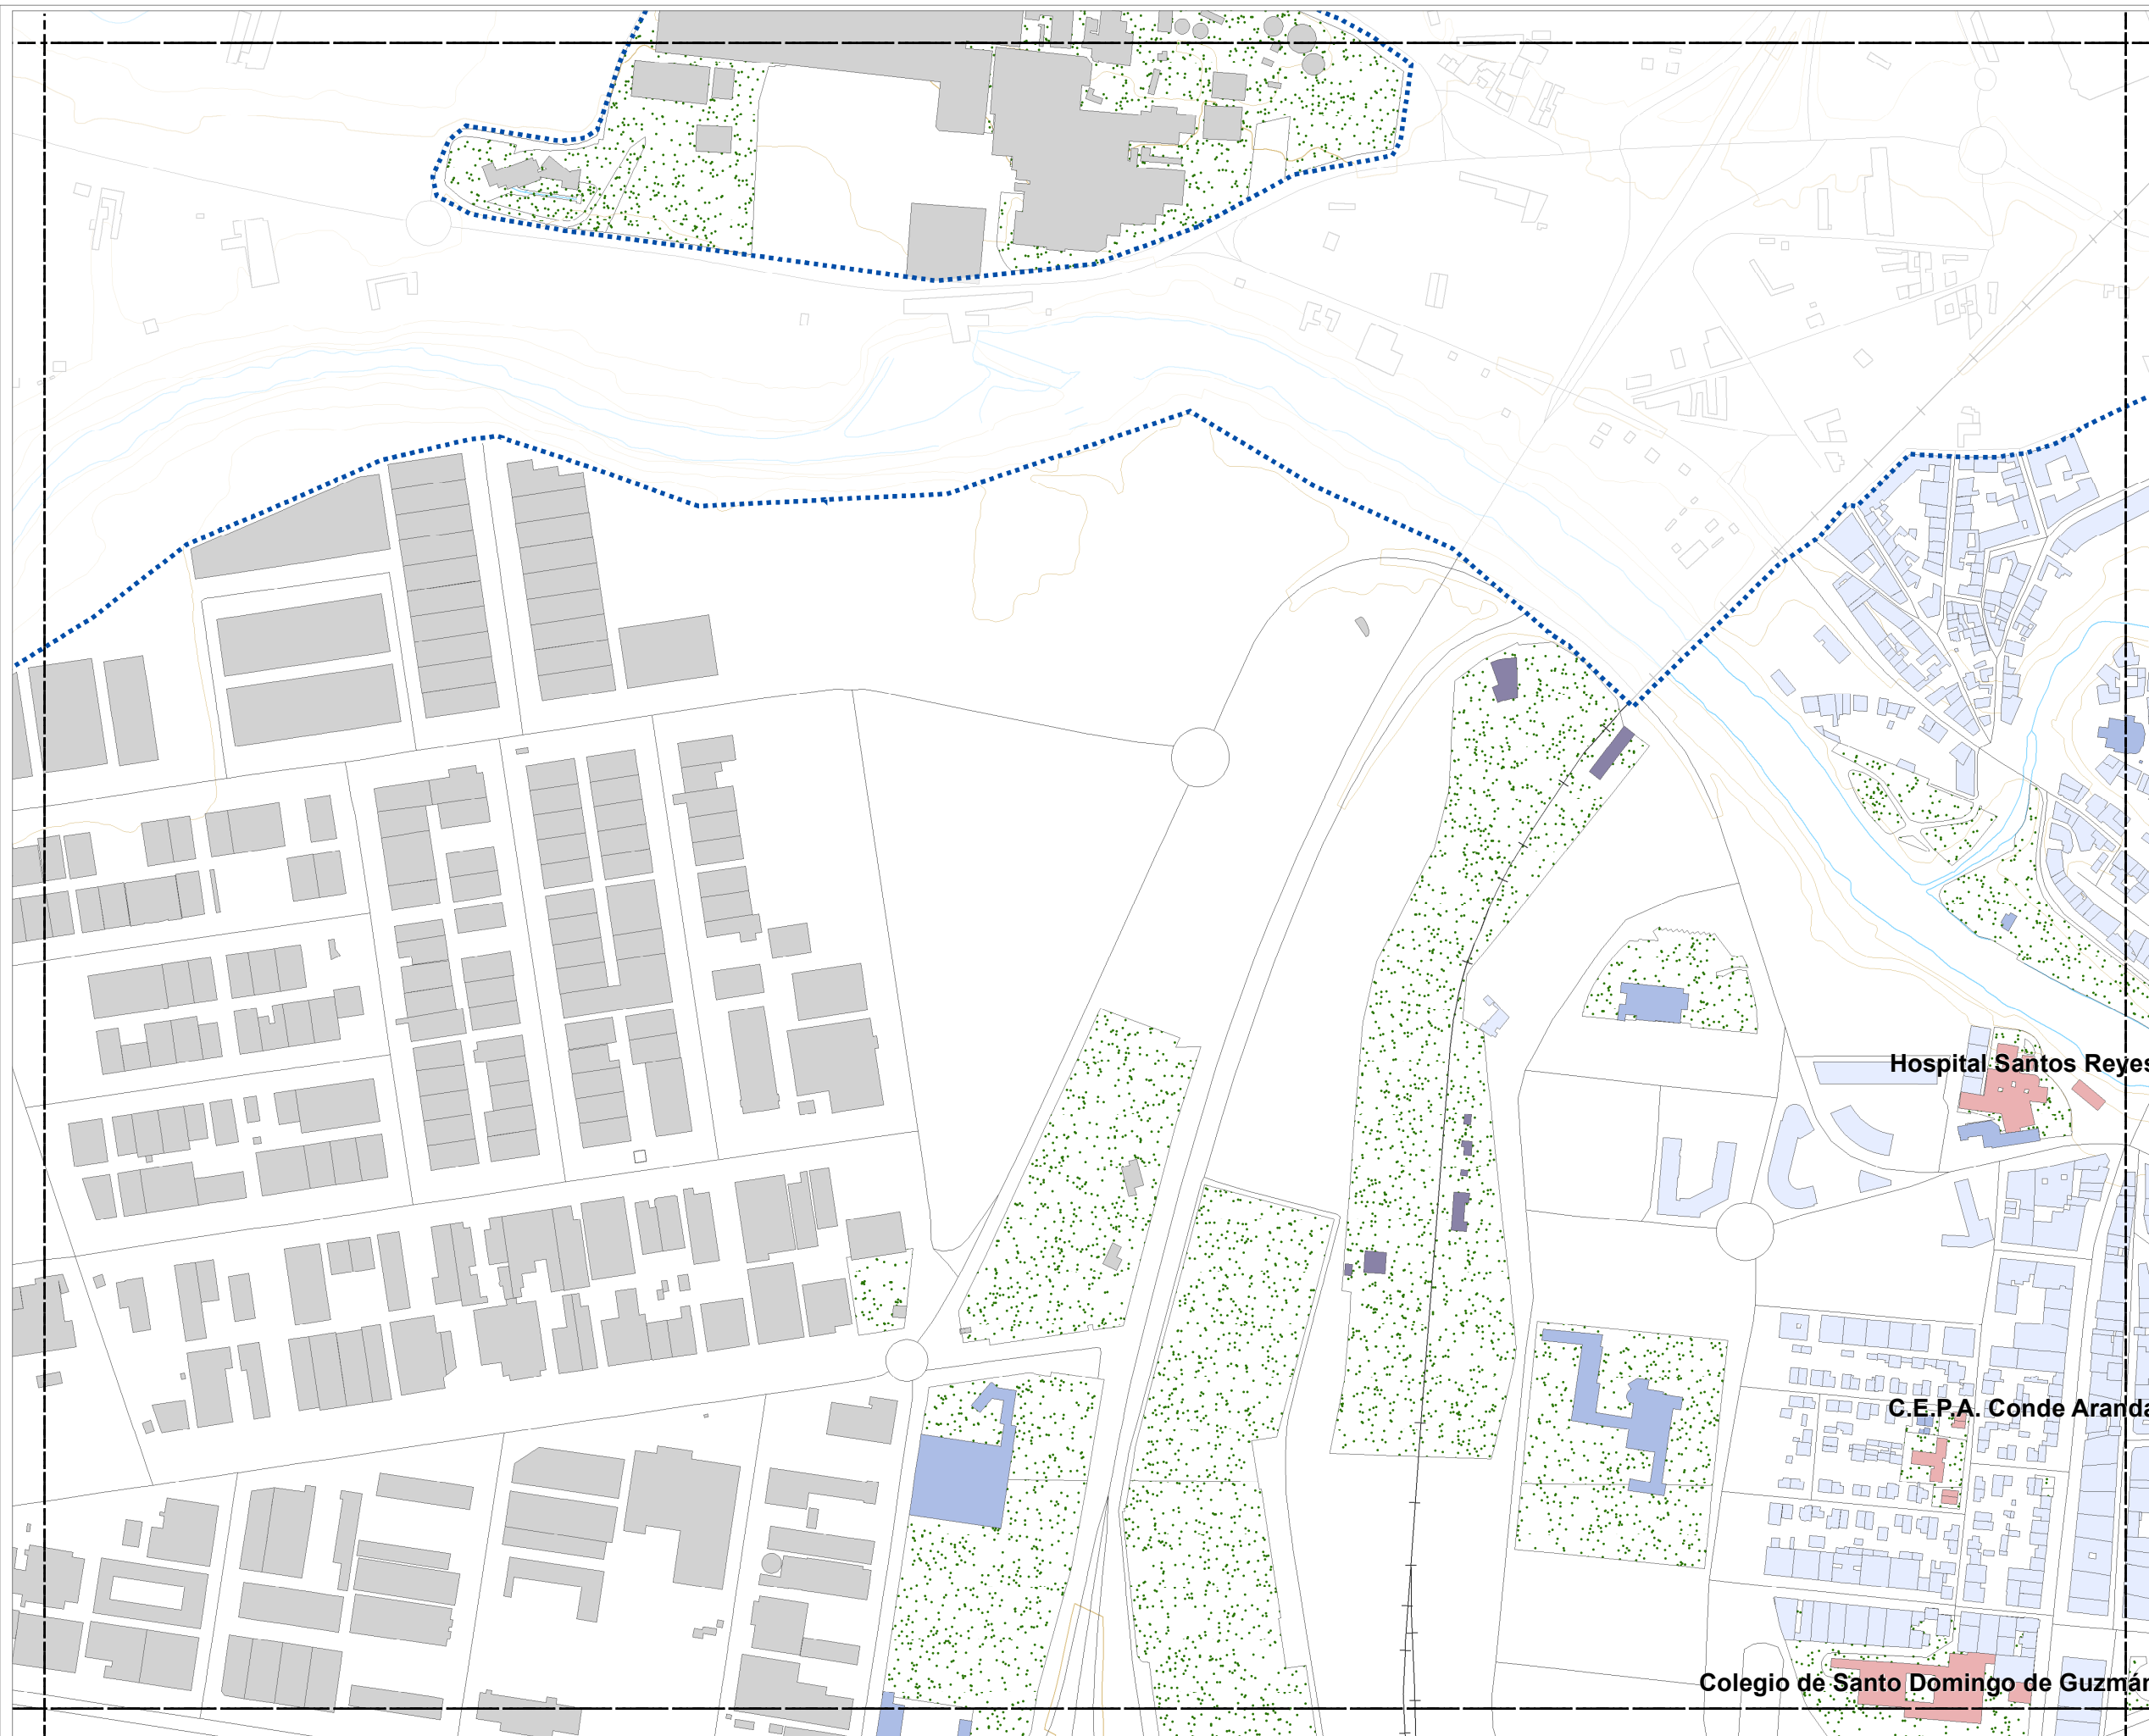 Hospital Santos Reyes
C.E.P.A. Conde Aranda
Colegio de Santo Domingo de Guzmán